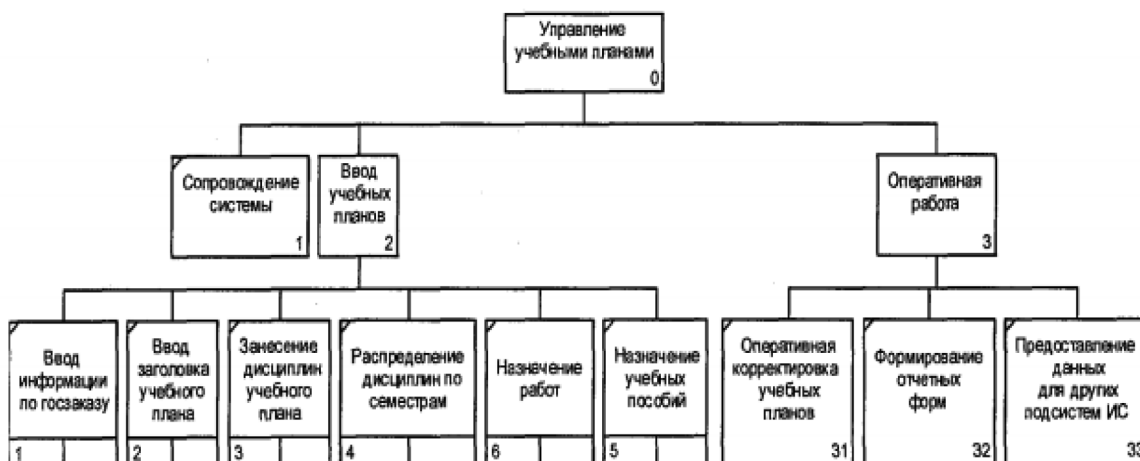 Управление
учебными планами
0
Сопровождение
системы
1
Ввод
учебных
планов
2
Оперативная
работа
3
Ввод
информации
по госзаказу
1
Ввод
заголовка
учебного
плана
2
Занесение
дисциплин
учебного
плана
3
Распределение
дисциплин по
семестрам
4
Назначение
работ
6
Назначение
учебных
пособий
5
Оперативная
корректировка
учебных
планов
31
Формирование
отчетных
форм
32
Предоставление
данных
для других
подсистем ИС
33